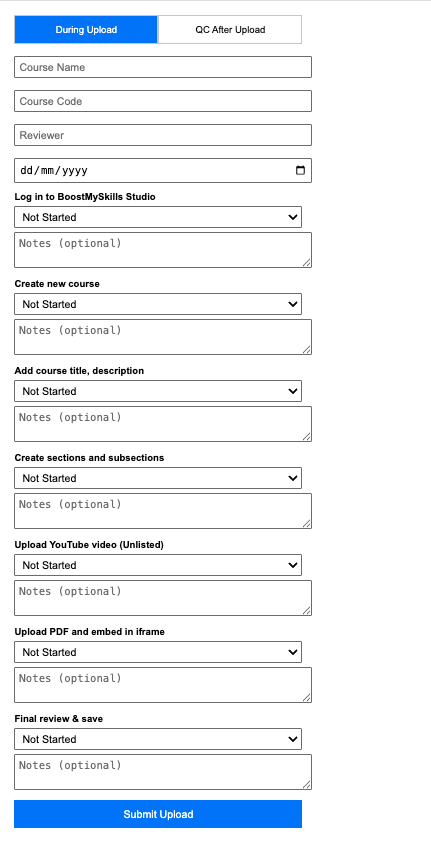 During Upload
QC After Upload
Course Name
Course Code
Reviewer
dd/mm/yyyy
Log in to BoostMySkills Studio
Not Started
Notes (optional)
Create new course
Not Started
Notes (optional)
Add course title, description
Not Started
Notes (optional)
Create sections and subsections
Not Started
Notes (optional)
Upload YouTube video (Unlisted)
Not Started
Notes (optional)
Upload PDF and embed in iframe
Not Started
Notes (optional)
Final review & save
Not Started
Notes (optional)
Submit Upload